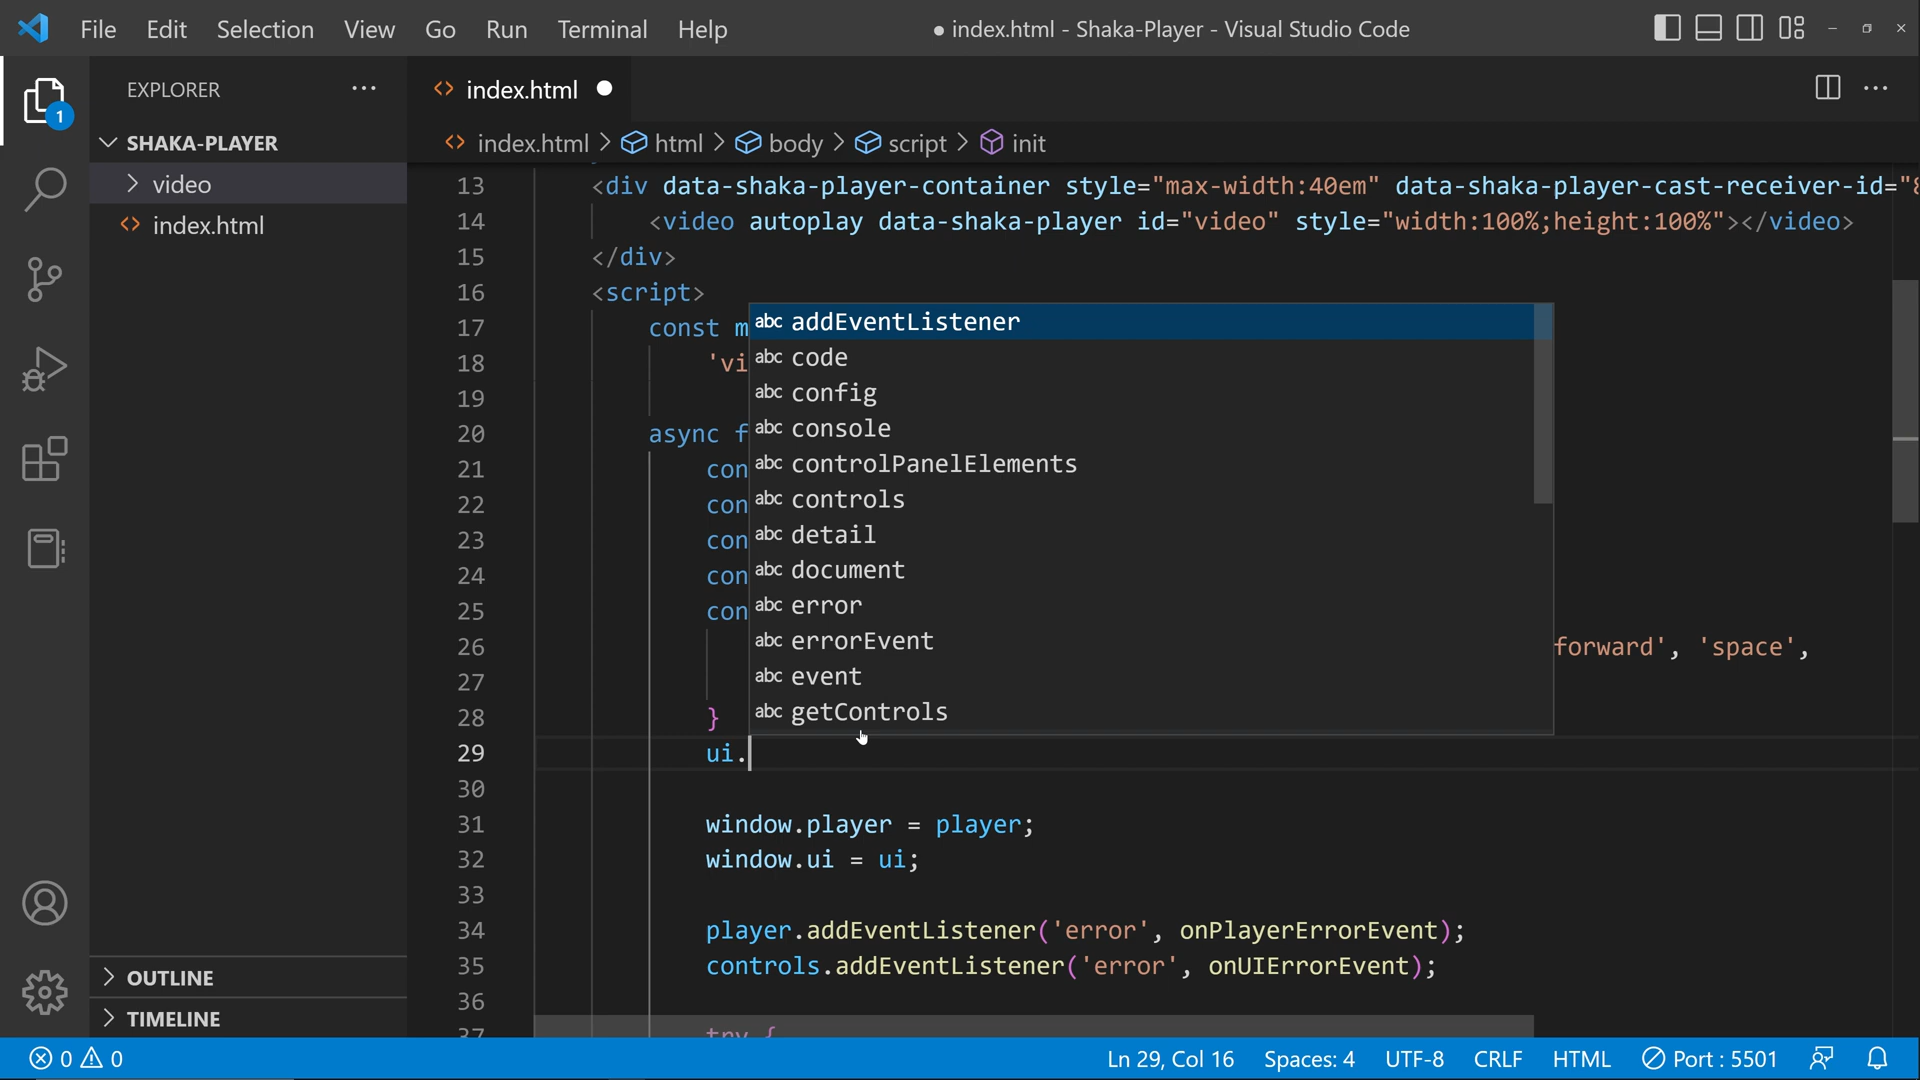 File Edit Selection View Go Run Terminal Help
● index.html - Shaka-Player - Visual Studio Code
EXPLORER
index.html
1
SHAKA-PLAYER
index.html > html > body > script > init
video
index.html
13 <div data-shaka-player-container style="max-width:40em" data-shaka-player-cast-receiver-id="
14 <video autoplay data-shaka-player id="video" style="width:100%;height:100%"></video>
15 </div>
16 <script>
17 const m
18 'vi
19
20 async f
21 con
22 con
23 con
24 con
25 con
26 forward', 'space',
27
28 }
29 ui.
abc addEventListener
abc code
abc config
abc console
abc controlPanelElements
abc controls
abc detail
abc document
abc error
abc errorEvent
abc event
abc getControls
30
31 window.player = player;
32 window.ui = ui;
33
34 player.addEventListener('error', onPlayerErrorEvent);
35 controls.addEventListener('error', onUIErrorEvent);
36
37 try {
OUTLINE
TIMELINE
0 0
Ln 29, Col 16 Spaces: 4 UTF-8 CRLF HTML Port : 5501